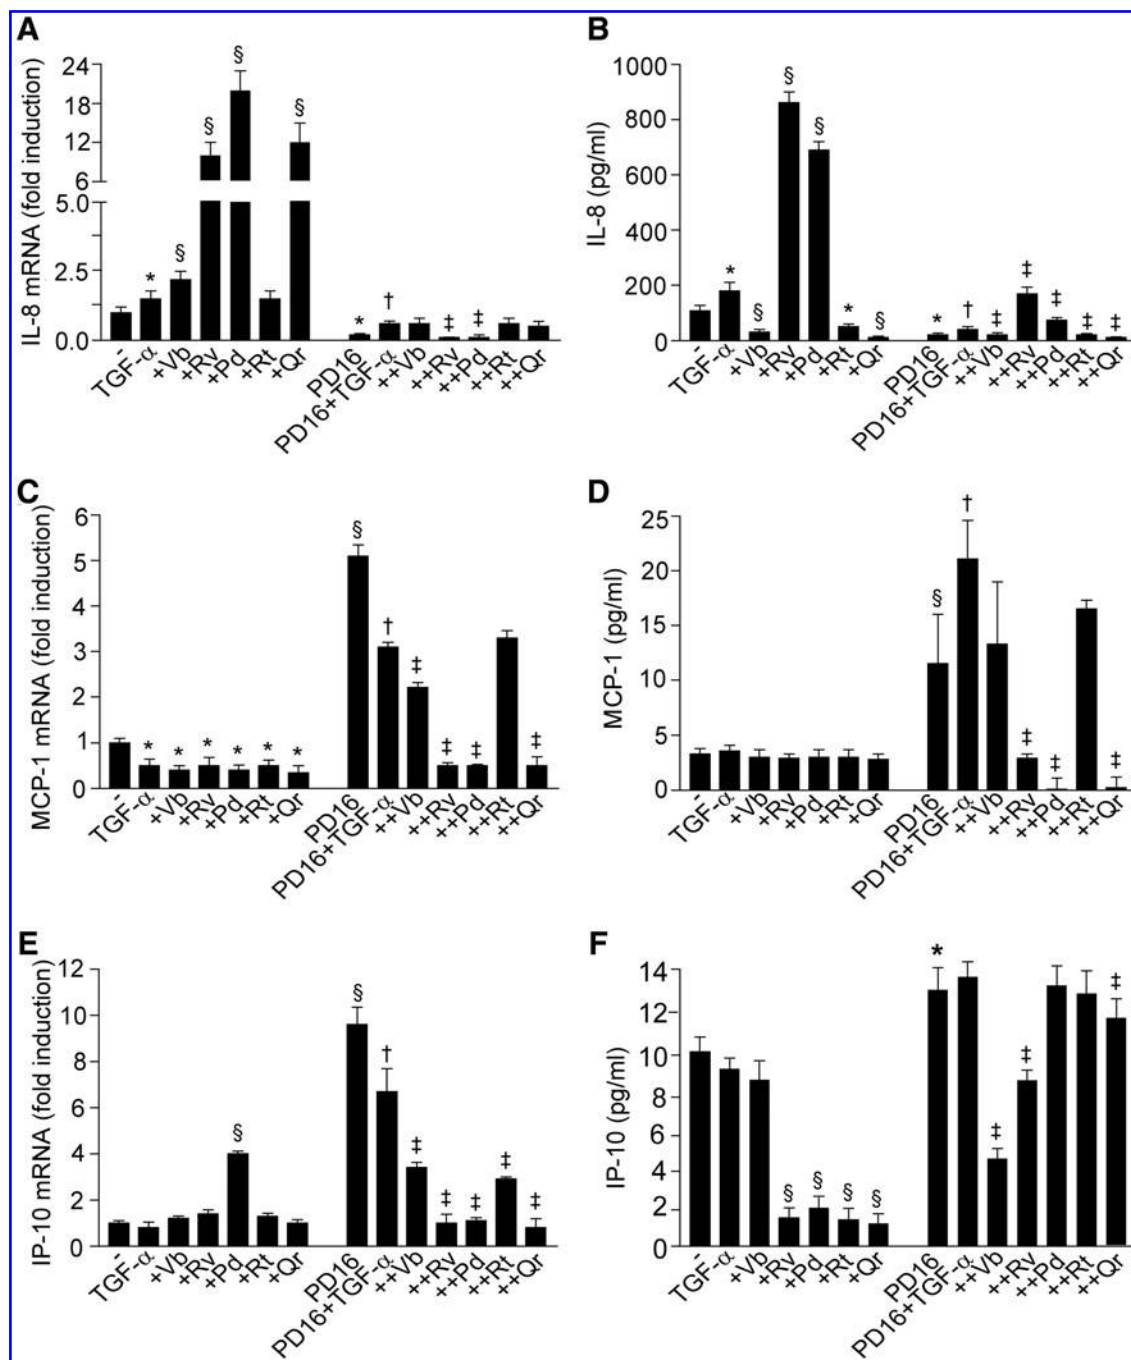 A
IL-8 mRNA (fold induction)
24
18
12
6
5.0
2.5
0.0
* § § § §
* † ‡ ‡
- TGF-α +Vb +Rv +Pd +Rt +Qr
PD16 PD16+TGF-α ++Vb ++Rv ++Pd ++Rt ++Qr
B
IL-8 (pg/ml)
1000
800
600
400
200
0
* § § § * §
* † ‡ ‡ ‡ ‡ ‡
- TGF-α +Vb +Rv +Pd +Rt +Qr
PD16 PD16+TGF-α ++Vb ++Rv ++Pd ++Rt ++Qr
C
MCP-1 mRNA (fold induction)
6
5
4
3
2
1
0
* * * * * *
§ † ‡ ‡ ‡ ‡
- TGF-α +Vb +Rv +Pd +Rt +Qr
PD16 PD16+TGF-α ++Vb ++Rv ++Pd ++Rt ++Qr
D
MCP-1 (pg/ml)
25
20
15
10
5
0
§ † ‡ ‡ ‡
- TGF-α +Vb +Rv +Pd +Rt +Qr
PD16 PD16+TGF-α ++Vb ++Rv ++Pd ++Rt ++Qr
E
IP-10 mRNA (fold induction)
12
10
8
6
4
2
0
§
§ † ‡ ‡ ‡ ‡ ‡
- TGF-α +Vb +Rv +Pd +Rt +Qr
PD16 PD16+TGF-α ++Vb ++Rv ++Pd ++Rt ++Qr
F
IP-10 (pg/ml)
14
12
10
8
6
4
2
0
§ § § §
* ‡ ‡ ‡
- TGF-α +Vb +Rv +Pd +Rt +Qr
PD16 PD16+TGF-α ++Vb ++Rv ++Pd ++Rt ++Qr